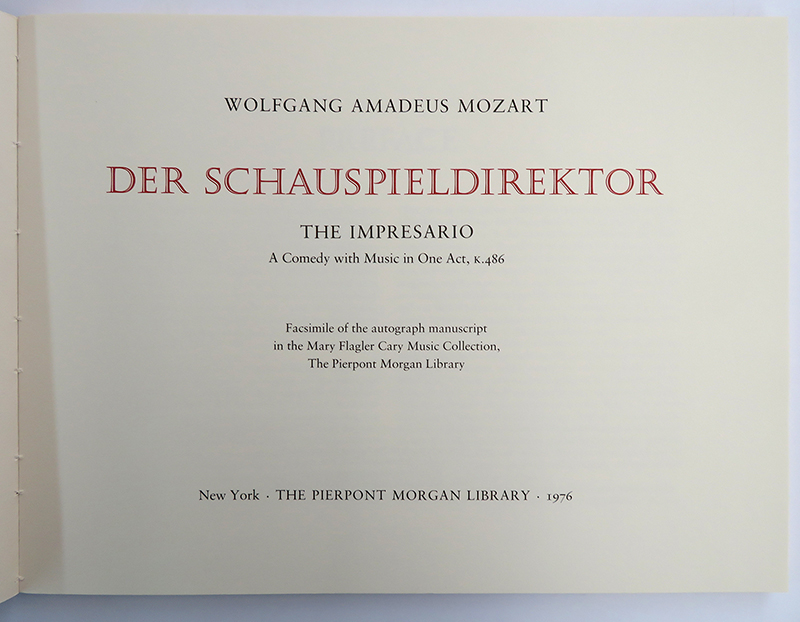 WOLFGANG AMADEUS MOZART
DER SCHAUSPIELDIREKTOR
THE IMPRESARIO
A Comedy with Music in One Act, K.486
Facsimile of the autograph manuscript
in the Mary Flagler Cary Music Collection,
The Pierpont Morgan Library
New York · THE PIERPONT MORGAN LIBRARY · 1976